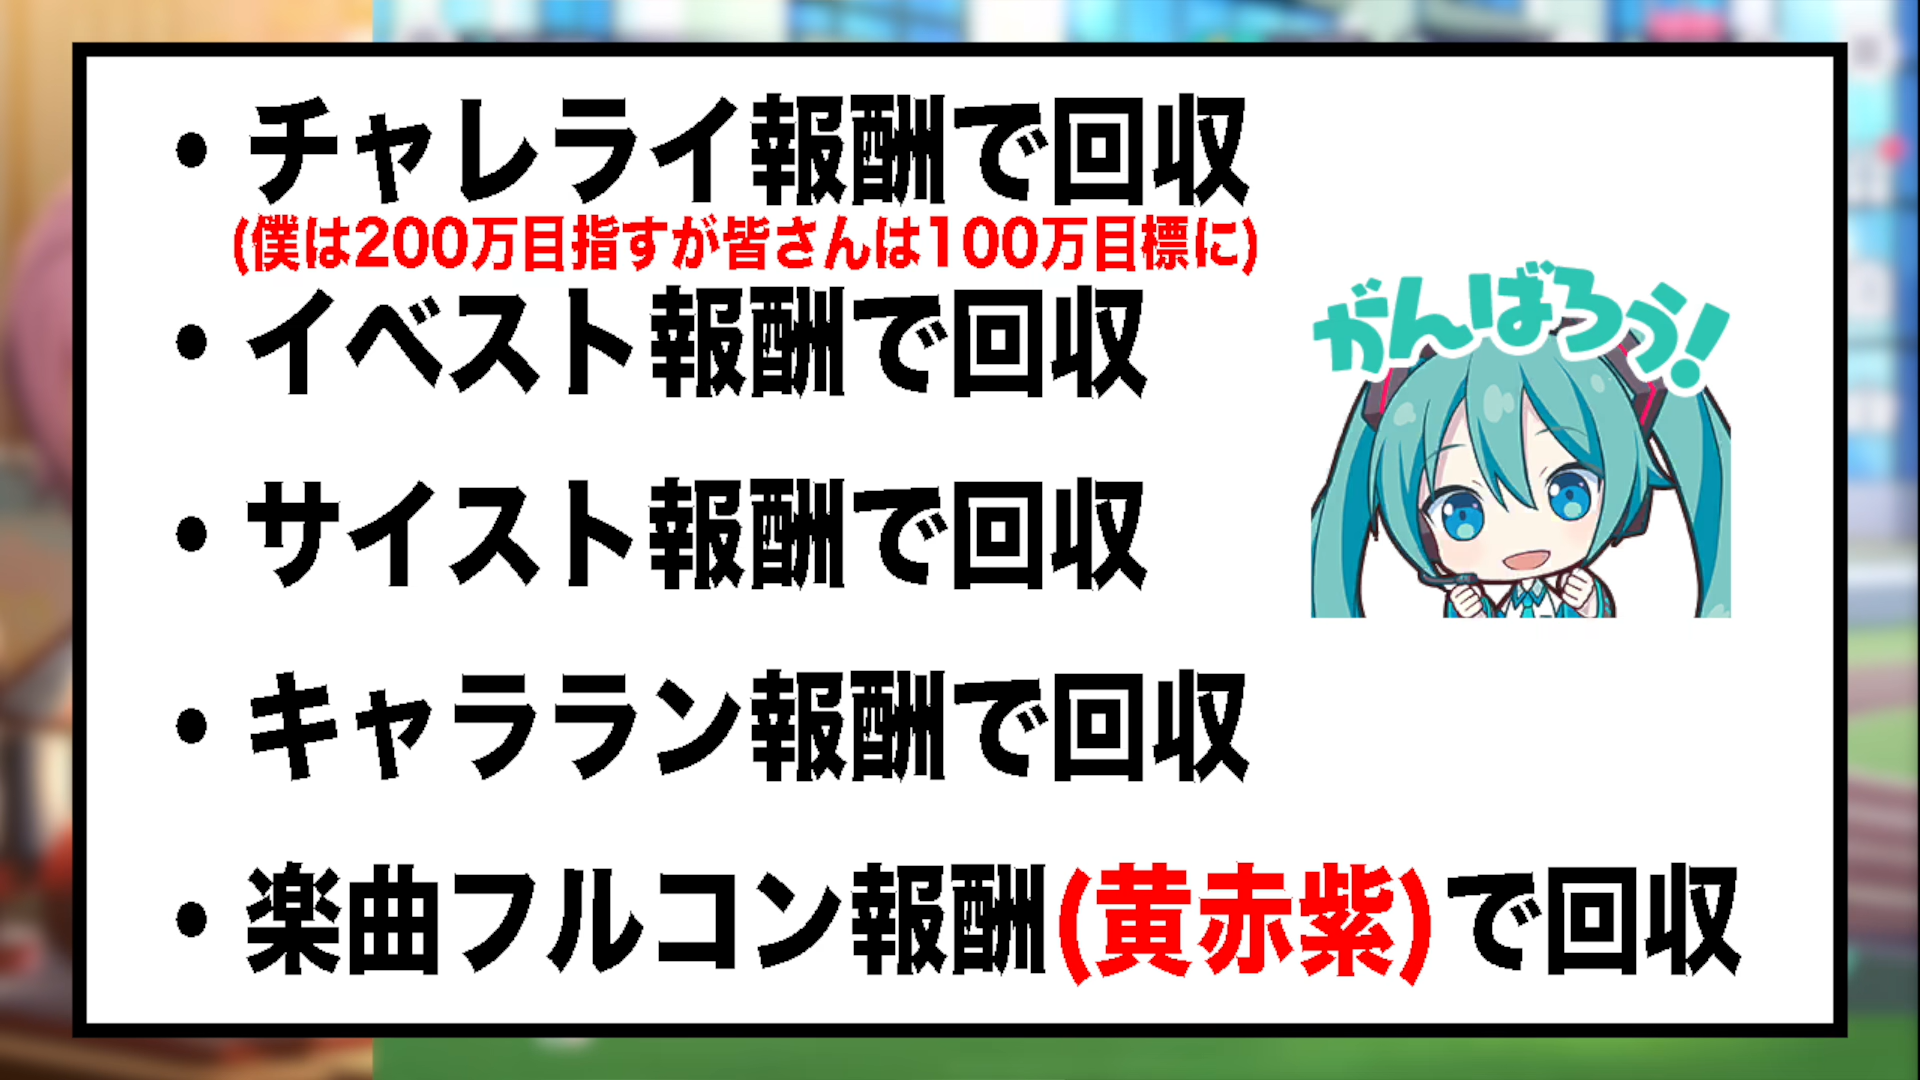 ・チャレライ報酬で回収
(僕は200万目指すが皆さんは100万目標に)
・イベスト報酬で回収
がんばろう!
・サイスト報酬で回収
・キャララン報酬で回収
・楽曲フルコン報酬(黄赤紫)で回収